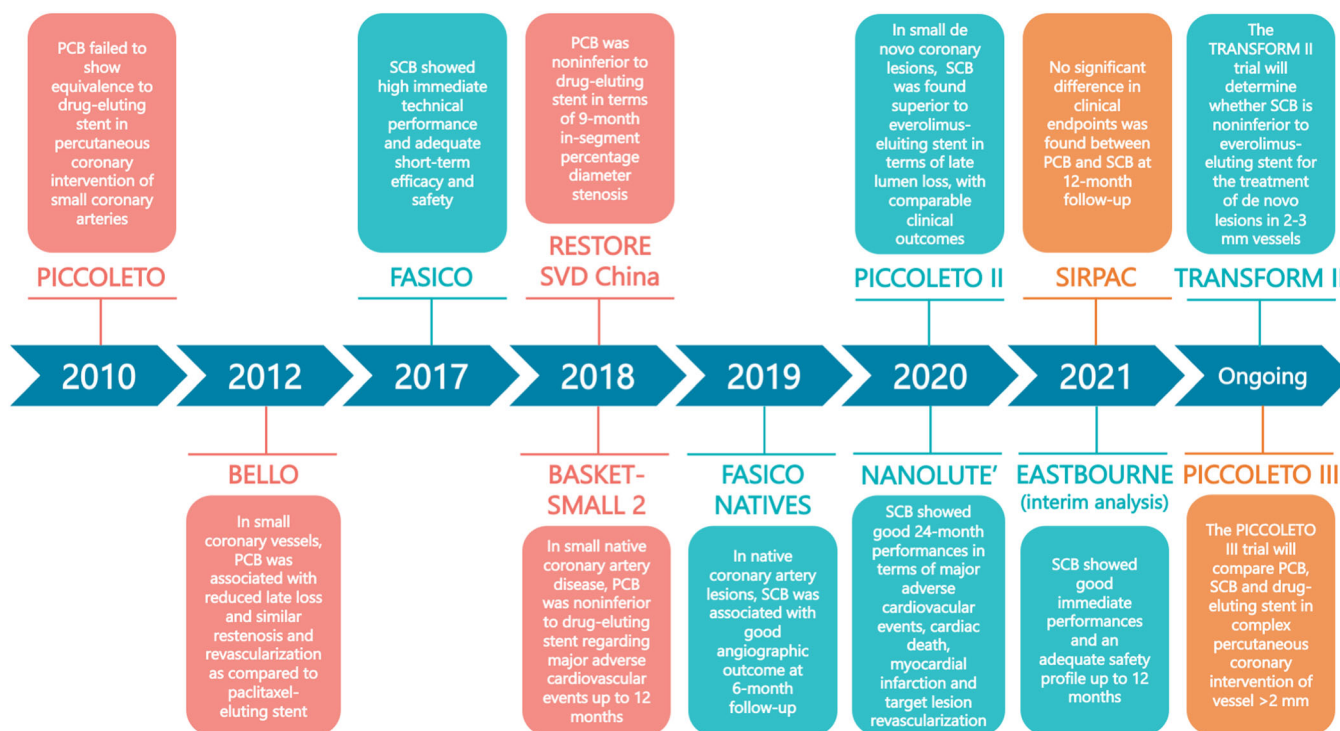 PCB failed to
show
equivalence to
drug-eluting
stent in
percutaneous
coronary
intervention of
small coronary
arteries
PICCOLETO
SCB showed
high immediate
technical
performance
and adequate
short-term
efficacy and
safety
FASICO
PCB was
noninferior to
drug-eluting
stent in terms
of 9-month
in-segment
percentage
diameter
stenosis
RESTORE
SVD China
In small de
novo coronary
lesions, SCB
was found
superior to
everolimus-
eluiting stent in
terms of late
lumen loss, with
comparable
clinical
outcomes
PICCOLETO II
No significant
difference in
clinical
endpoints was
found between
PCB and SCB at
12-month
follow-up
SIRPAC
The
TRANSFORM II
trial will
determine
whether SCB is
noninferior to
everolimus-
eluting stent for
the treatment
of de novo
lesions in 2-3
mm vessels
TRANSFORM II
2010
2012
2017
2018
2019
2020
2021
Ongoing
BELLO
In small
coronary vessels,
PCB was
associated with
reduced late loss
and similar
restenosis and
revascularization
as compared to
paclitaxel-
eluting stent
BASKET-
SMALL 2
In small native
coronary artery
disease, PCB
was noninferior
to drug-eluting
stent regarding
major adverse
cardiovascular
events up to 12
months
FASICO
NATIVES
In native
coronary artery
lesions, SCB was
associated with
good
angiographic
outcome at
6-month
follow-up
NANOLUTE'
SCB showed
good 24-month
performances in
terms of major
adverse
cardiovacular
events, cardiac
death,
myocardial
infarction and
target lesion
revascularization
EASTBOURNE
(interim analysis)
SCB showed
good
immediate
performances
and an
adequate safety
profile up to 12
months
PICCOLETO III
The PICCOLETO
III trial will
compare PCB,
SCB and drug-
eluting stent in
complex
percutaneous
coronary
intervention of
vessel >2 mm